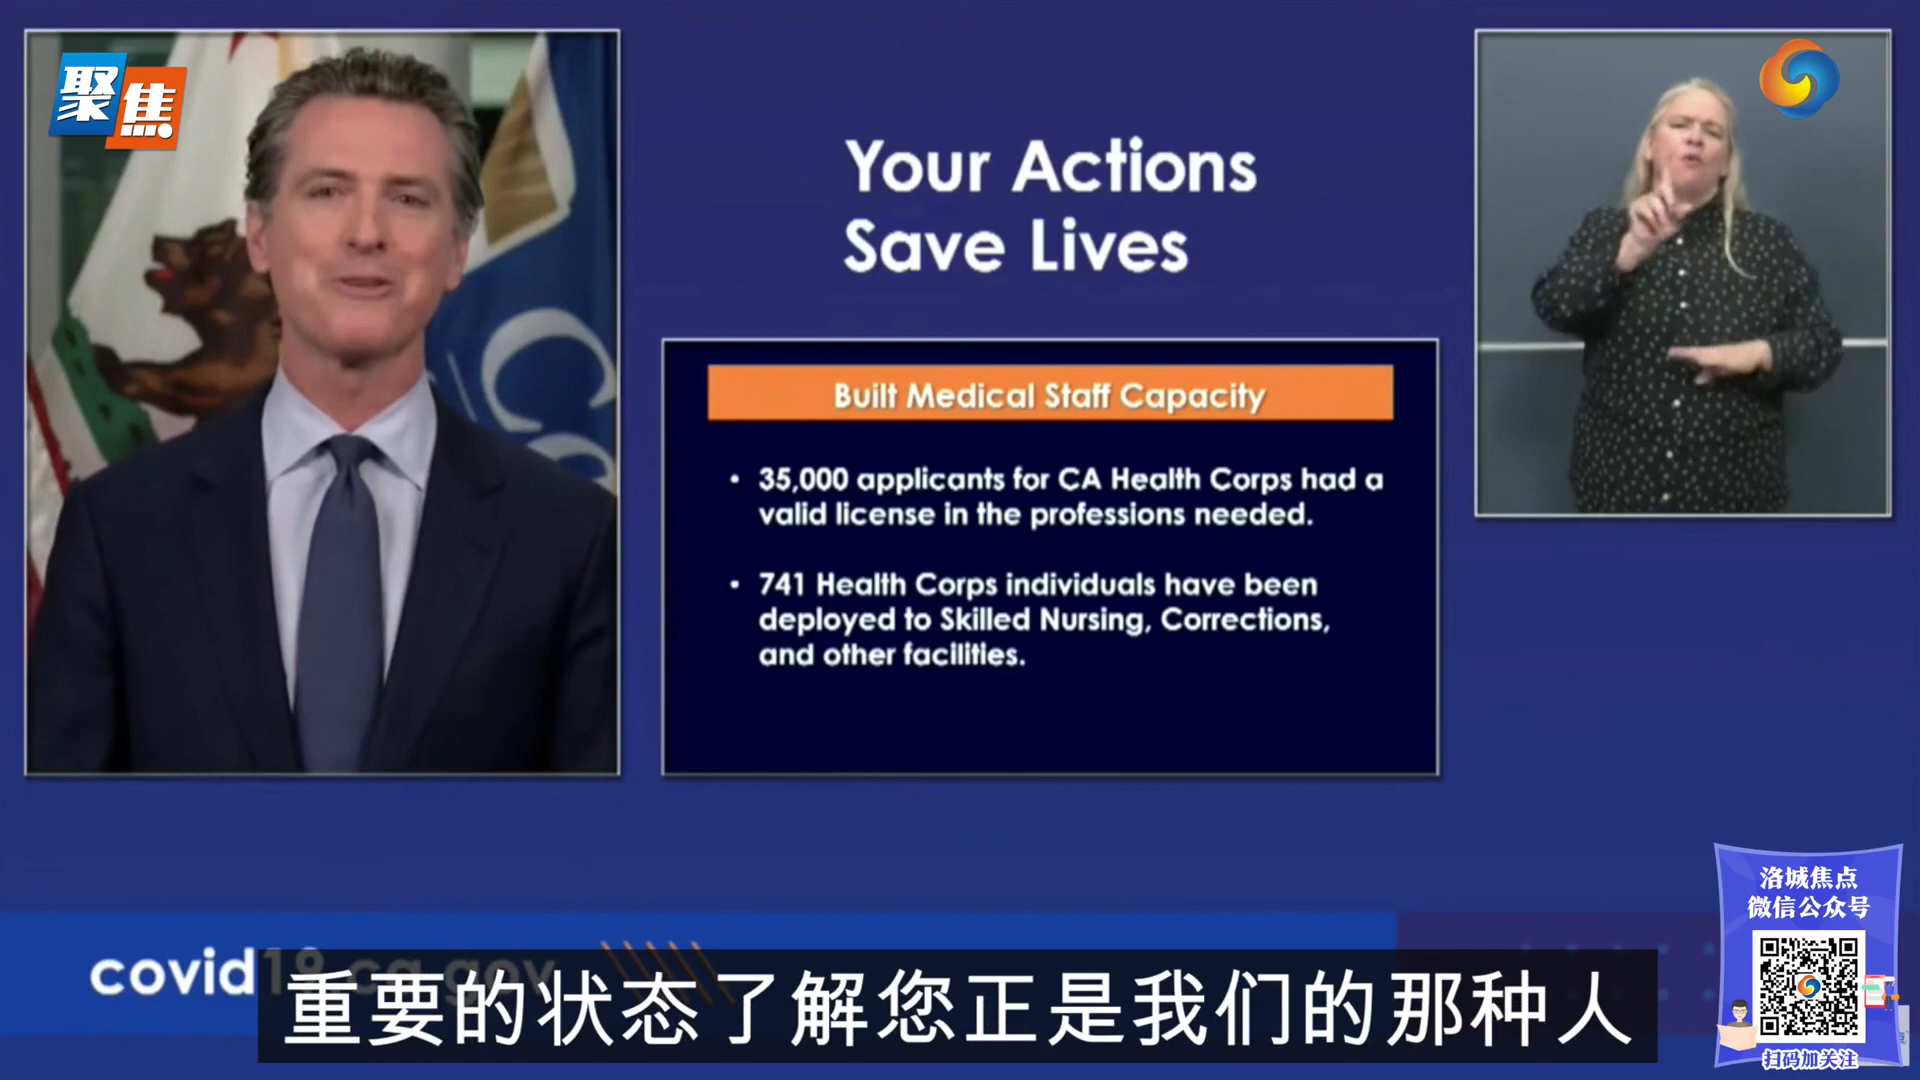 聚焦
Your Actions
Save Lives
Built Medical Staff Capacity
• 35,000 applicants for CA Health Corps had a
valid license in the professions needed.
• 741 Health Corps individuals have been
deployed to Skilled Nursing, Corrections,
and other facilities.
洛城焦点
微信公众号
扫码加关注
covid19.ca.gov
重要的状态了解您正是我们的那种人